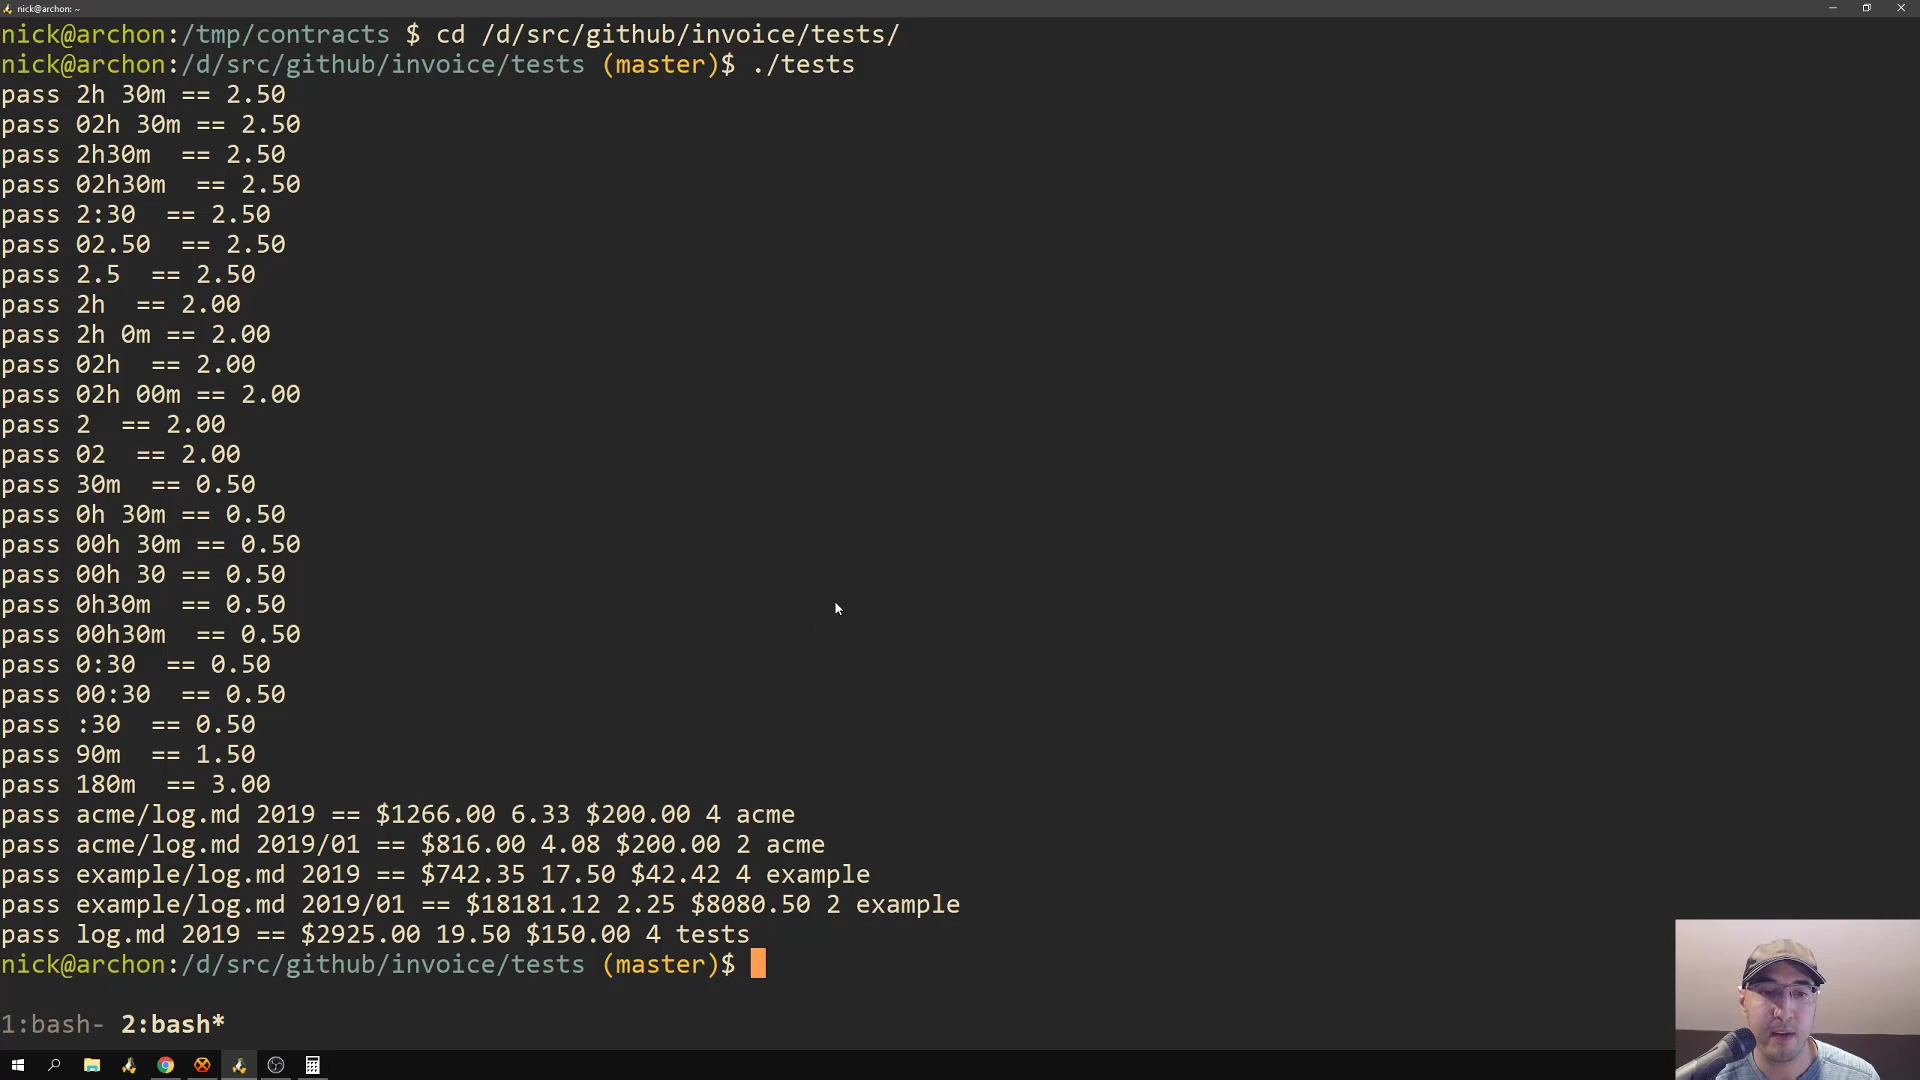 nick@archon: ~
nick@archon:/tmp/contracts $ cd /d/src/github/invoice/tests/
nick@archon:/d/src/github/invoice/tests (master)$ ./tests
pass 2h 30m == 2.50
pass 02h 30m == 2.50
pass 2h30m  == 2.50
pass 02h30m  == 2.50
pass 2:30  == 2.50
pass 02.50  == 2.50
pass 2.5  == 2.50
pass 2h  == 2.00
pass 2h 0m == 2.00
pass 02h  == 2.00
pass 02h 00m == 2.00
pass 2  == 2.00
pass 02  == 2.00
pass 30m  == 0.50
pass 0h 30m == 0.50
pass 00h 30m == 0.50
pass 00h 30 == 0.50
pass 0h30m  == 0.50
pass 00h30m  == 0.50
pass 0:30  == 0.50
pass 00:30  == 0.50
pass :30  == 0.50
pass 90m  == 1.50
pass 180m  == 3.00
pass acme/log.md 2019 == $1266.00 6.33 $200.00 4 acme
pass acme/log.md 2019/01 == $816.00 4.08 $200.00 2 acme
pass example/log.md 2019 == $742.35 17.50 $42.42 4 example
pass example/log.md 2019/01 == $18181.12 2.25 $8080.50 2 example
pass log.md 2019 == $2925.00 19.50 $150.00 4 tests
nick@archon:/d/src/github/invoice/tests (master)$
1:bash- 2:bash*